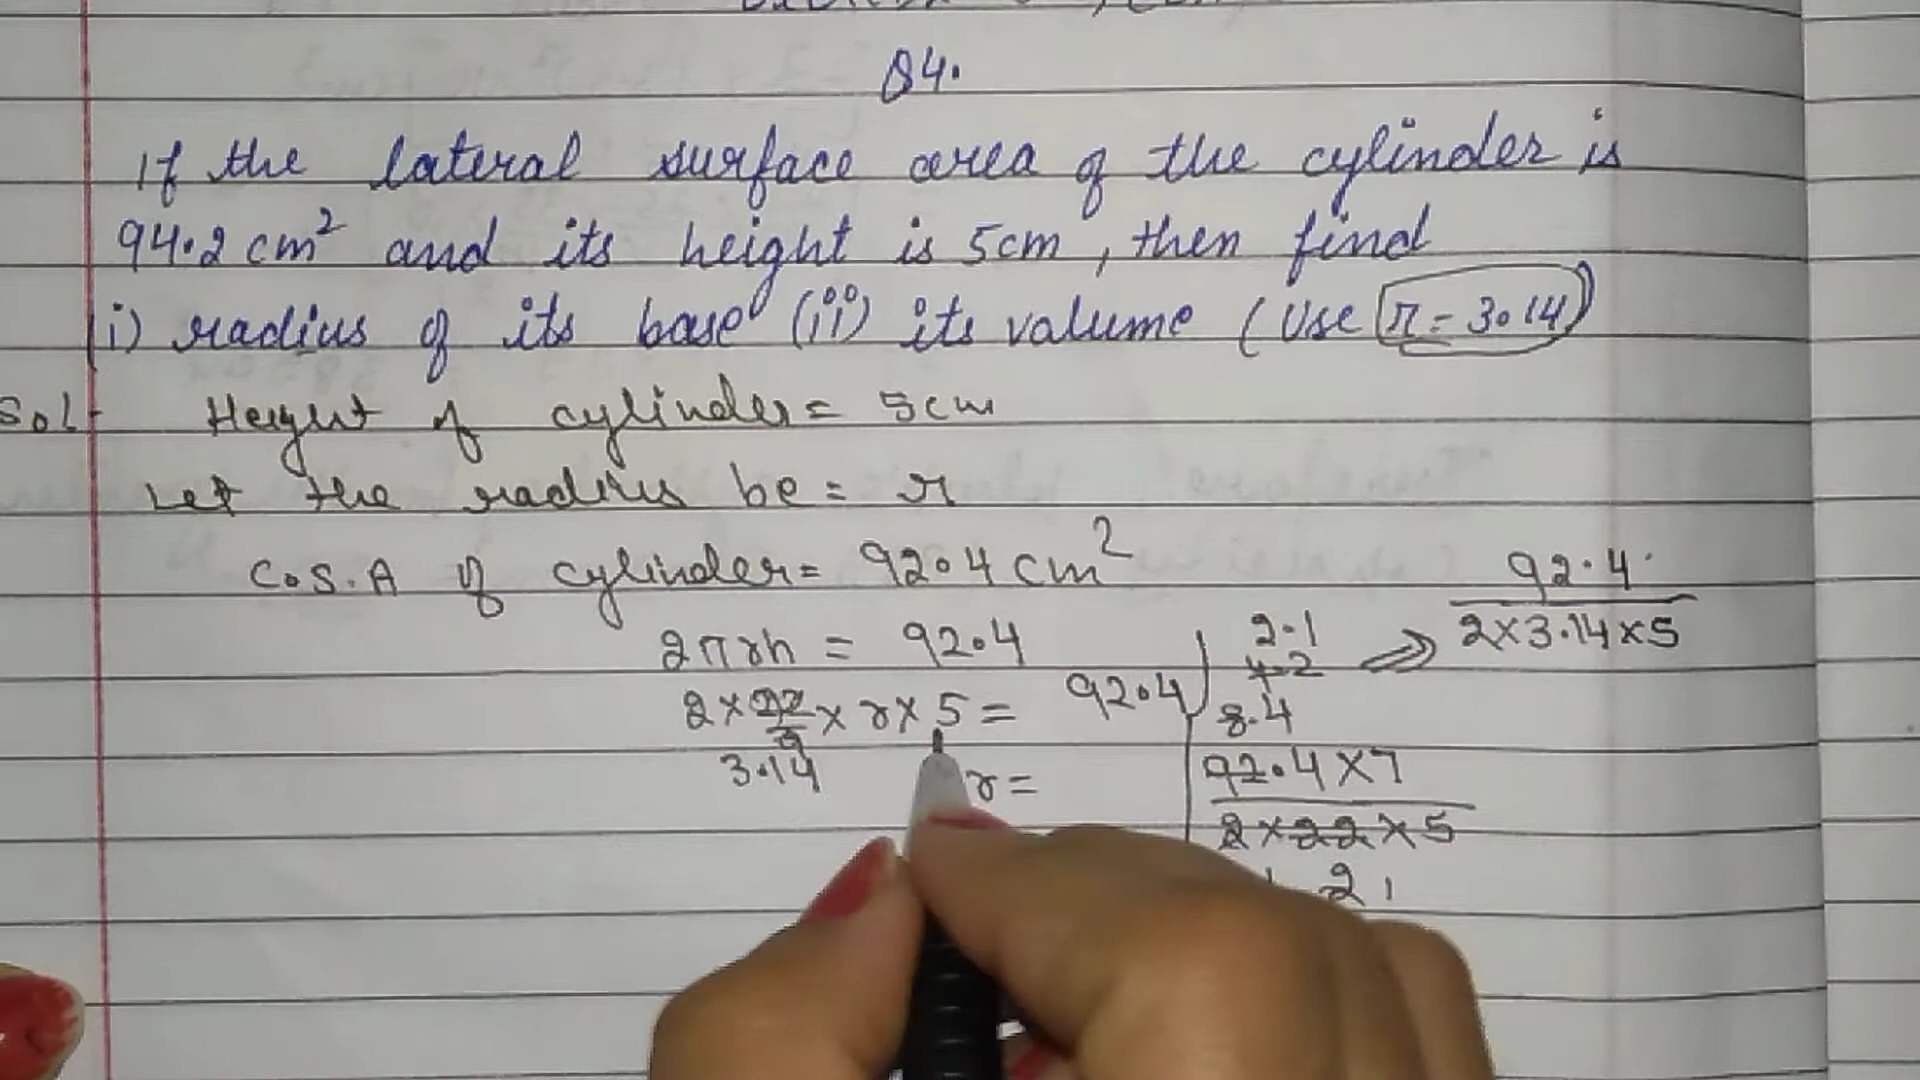 Q4.
If the lateral surface area of the cylinder is
94.2 cm² and its height is 5cm, then find
(i) radius of its base (ii) its valume (Use π = 3.14)
Sol- Height of cylinder = 5cm
Let the radius be = r
C.S.A of cylinder = 92.4 cm²
2πrh = 92.4
2 × 22/7 × r × 5 = 92.4
3.14
r =
2.1
4.2
8.4
92.4 × 7
2 × 22 × 5
2 1
⇒ 92.4
2 × 3.14 × 5